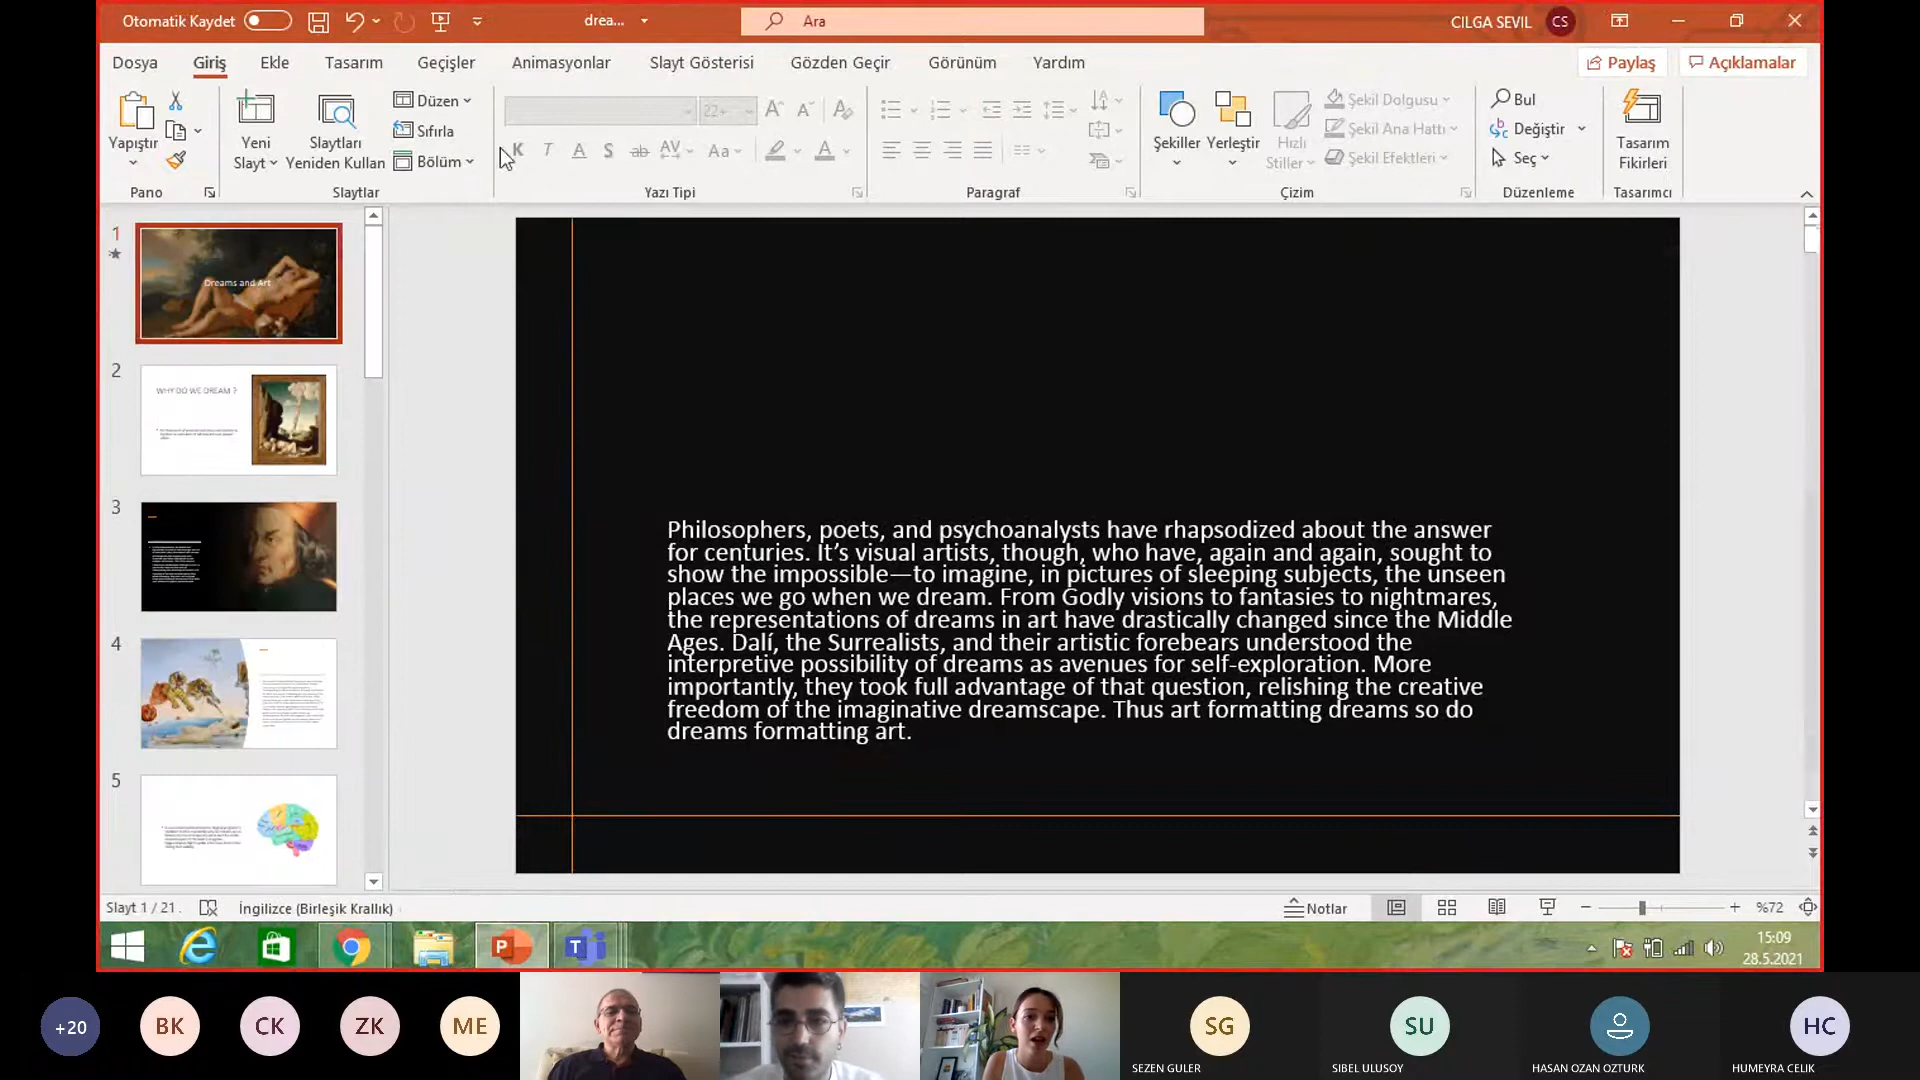 Otomatik Kaydet
drea...
Ara
CILGA SEVIL
CS
Dosya
Giriş
Ekle
Tasarım
Geçişler
Animasyonlar
Slayt Gösterisi
Gözden Geçir
Görünüm
Yardım
Paylaş
Açıklamalar
Yapıştır
Pano
Yeni
Slayt
Slaytları
Yeniden Kullan
Düzen
Sıfırla
Bölüm
Slaytlar
22+
K T A S ab AV Aa A
Yazı Tipi
Paragraf
Şekiller
Yerleştir
Hızlı
Stiller
Şekil Dolgusu
Şekil Ana Hattı
Şekil Efektleri
Çizim
Bul
Değiştir
Seç
Düzenleme
Tasarım
Fikirleri
Tasarımcı
1
Dreams and Art
2
WHY DO WE DREAM ?
3
4
5
Philosophers, poets, and psychoanalysts have rhapsodized about the answer
for centuries. It’s visual artists, though, who have, again and again, sought to
show the impossible—to imagine, in pictures of sleeping subjects, the unseen
places we go when we dream. From Godly visions to fantasies to nightmares,
the representations of dreams in art have drastically changed since the Middle
Ages. Dalí, the Surrealists, and their artistic forebears understood the
interpretive possibility of dreams as avenues for self-exploration. More
importantly, they took full advantage of that question, relishing the creative
freedom of the imaginative dreamscape. Thus art formatting dreams so do
dreams formatting art.
Slayt 1 / 21
İngilizce (Birleşik Krallık)
Notlar
%72
15:09
28.5.2021
+20
BK
CK
ZK
ME
SG
SEZEN GULER
SU
SIBEL ULUSOY
HASAN OZAN OZTURK
HC
HUMEYRA CELIK